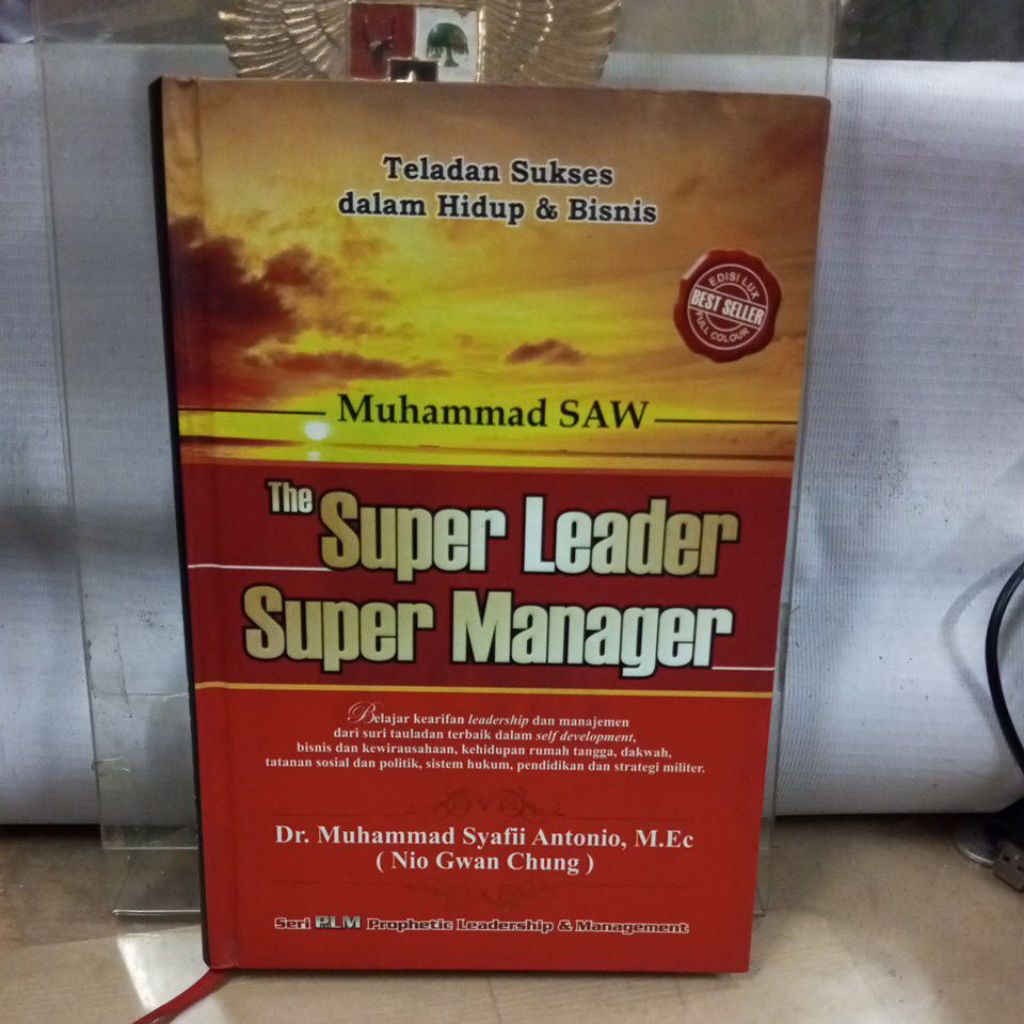 Teladan Sukses
dalam Hidup & Bisnis
EDISI LUX
BEST SELLER
FULL COLOUR
Muhammad SAW
The Super Leader
Super Manager
Belajar kearifan leadership dan manajemen
dari suri tauladan terbaik dalam self development,
bisnis dan kewirausahaan, kehidupan rumah tangga, dakwah,
tatanan sosial dan politik, sistem hukum, pendidikan dan strategi militer.
Dr. Muhammad Syafii Antonio, M.Ec
( Nio Gwan Chung )
Seri PLM Prophetic Leadership & Management